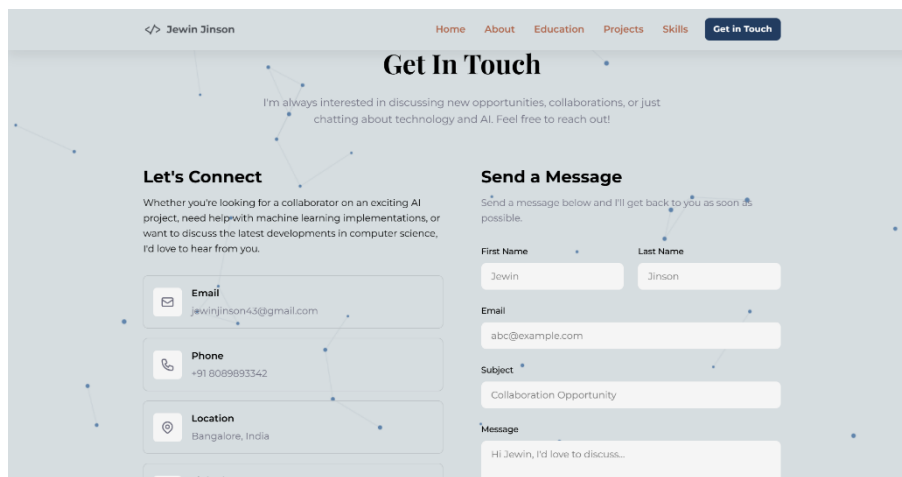 Jewin Jinson
Home
About
Education
Projects
Skills
Get in Touch
Get In Touch
I'm always interested in discussing new opportunities, collaborations, or just
chatting about technology and AI. Feel free to reach out!
Let's Connect
Whether you're looking for a collaborator on an exciting AI
project, need help with machine learning implementations, or
want to discuss the latest developments in computer science,
I'd love to hear from you.
Email
jewinjinson43@gmail.com
Phone
+91 8089893342
Location
Bangalore, India
Send a Message
Send a message below and I'll get back to you as soon as
possible.
First Name
Last Name
Jewin
Jinson
Email
abc@example.com
Subject
Collaboration Opportunity
Message
Hi Jewin, I'd love to discuss...